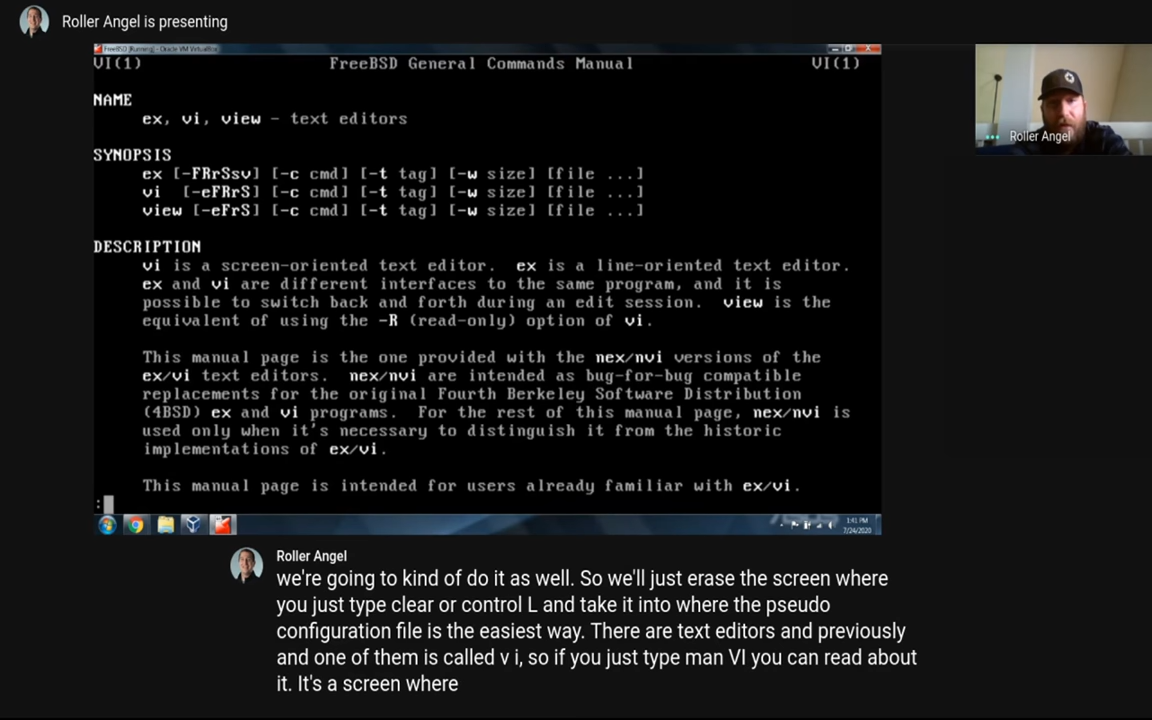 Roller Angel is presenting
FreeBSD [Running] - Oracle VM VirtualBox
VI(1) FreeBSD General Commands Manual VI(1)
NAME
ex, vi, view - text editors
SYNOPSIS
ex [-FRrSsv] [-c cmd] [-t tag] [-w size] [file ...]
vi [-eFRrS] [-c cmd] [-t tag] [-w size] [file ...]
view [-eFrS] [-c cmd] [-t tag] [-w size] [file ...]
DESCRIPTION
vi is a screen-oriented text editor. ex is a line-oriented text editor.
ex and vi are different interfaces to the same program, and it is
possible to switch back and forth during an edit session. view is the
equivalent of using the -R (read-only) option of vi.
This manual page is the one provided with the nex/nvi versions of the
ex/vi text editors. nex/nvi are intended as bug-for-bug compatible
replacements for the original Fourth Berkeley Software Distribution
(4BSD) ex and vi programs. For the rest of this manual page, nex/nvi is
used only when it's necessary to distinguish it from the historic
implementations of ex/vi.
This manual page is intended for users already familiar with ex/vi.
:
1:41 PM
7/24/2020
Roller Angel
Roller Angel
we're going to kind of do it as well. So we'll just erase the screen where
you just type clear or control L and take it into where the pseudo
configuration file is the easiest way. There are text editors and previously
and one of them is called v i, so if you just type man VI you can read about
it. It's a screen where